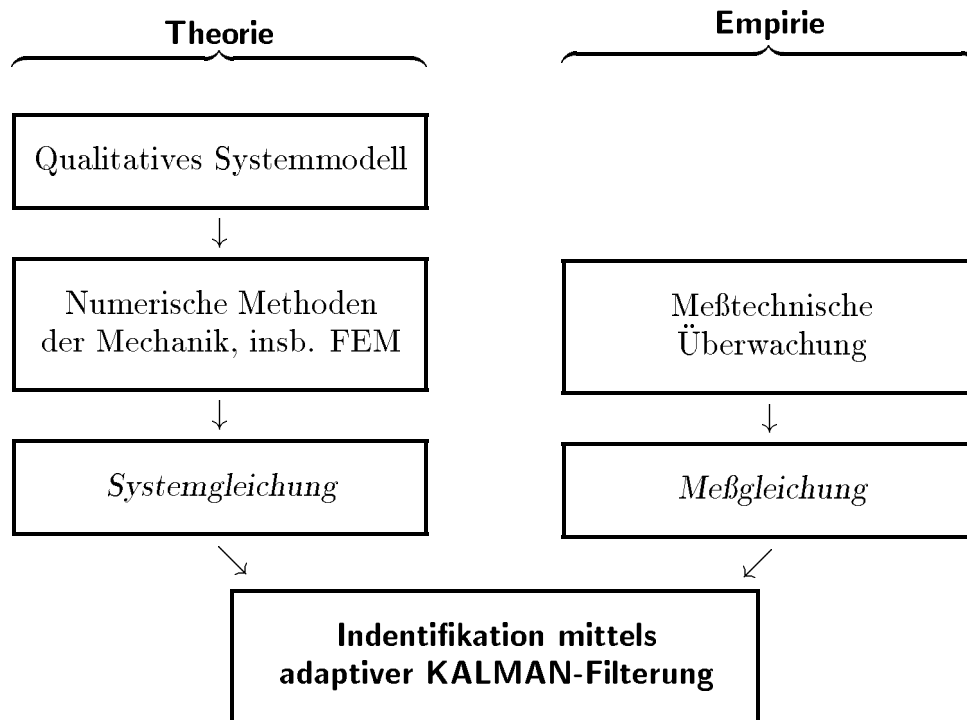 Theorie
Empirie
Qualitatives Systemmodell
Numerische Methoden
der Mechanik, insb. FEM
Meßtechnische
Überwachung
Systemgleichung
Meßgleichung
Indentifikation mittels
adaptiver KALMAN-Filterung